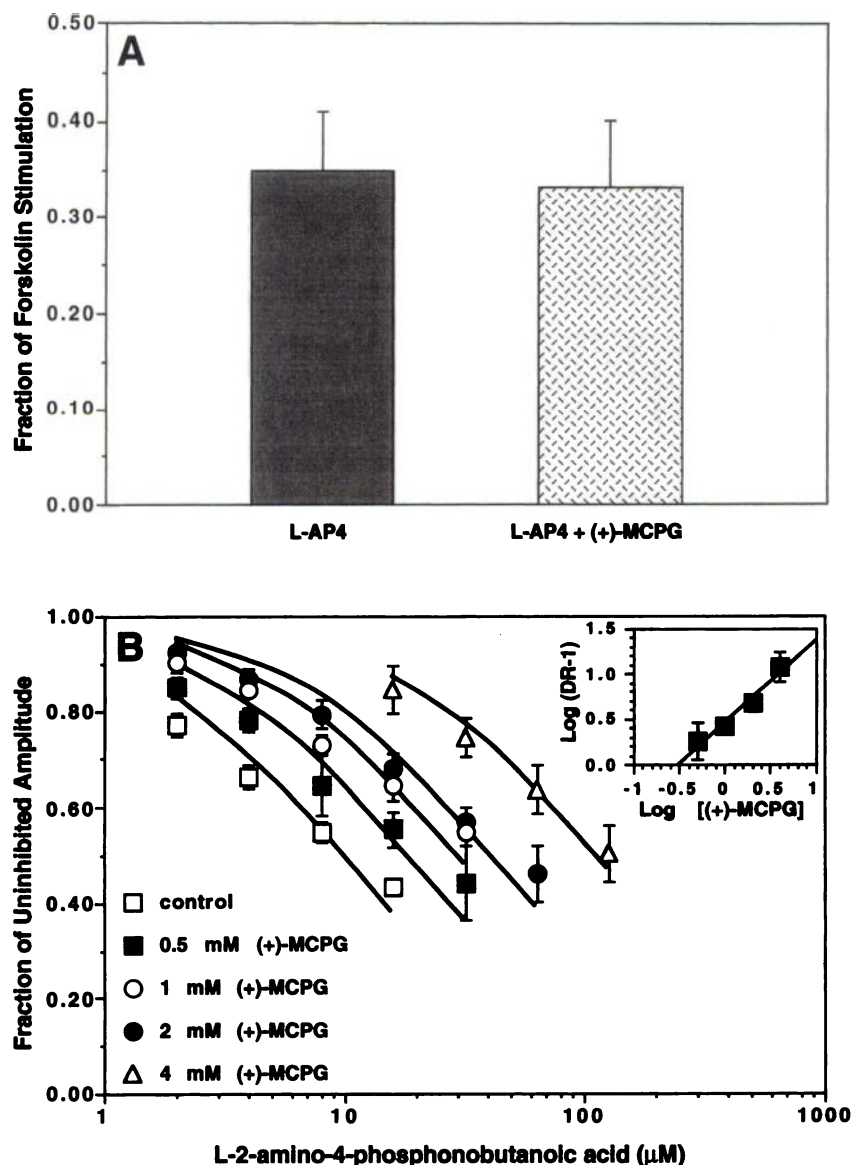 0.50
A
0.40
0.30
0.20
0.10
0.00
Fraction of Forskolin Stimulation
L-AP4
L-AP4 + (+)-MCPG
1.00
B
0.80
0.60
0.40
0.20
0.00
Fraction of Uninhibited Amplitude
control
0.5 mM (+)-MCPG
1 mM (+)-MCPG
2 mM (+)-MCPG
4 mM (+)-MCPG
1.5
1.0
0.5
0.0
Log (DR-1)
-1 -0.5 0 0.5 1
Log [(+)-MCPG]
1 10 100 1000
L-2-amino-4-phosphonobutanoic acid (μM)